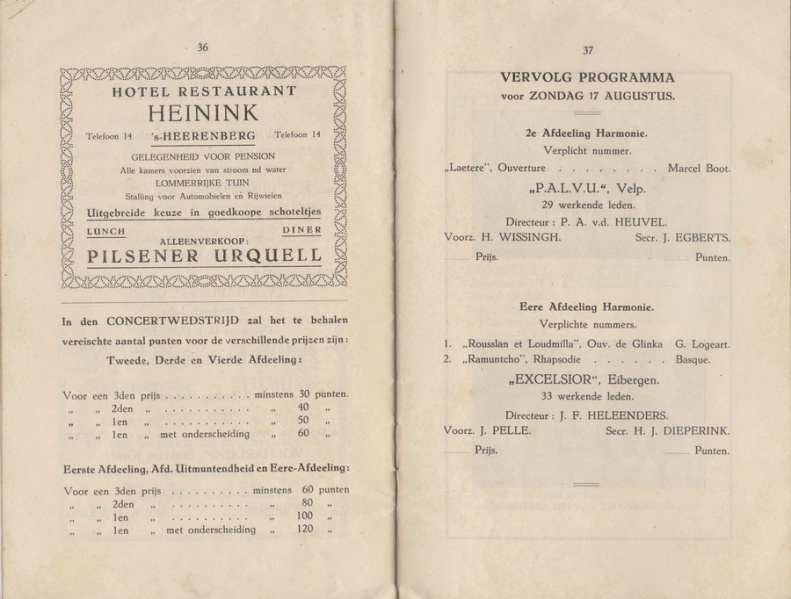 36
HOTEL RESTAURANT
HEININK
Telefoon 14 's-HEERENBERG Telefoon 14
GELEGENHEID VOOR PENSION
Alle kamers voorzien van stroom nd water
LOMMERRIJKE TUIN
Stalling voor Automobielen en Rijwielen
Uitgebreide keuze in goedkoope schoteltjes
LUNCH DINER
ALLEENVERKOOP:
PILSENER URQUELL
In den CONCERTWEDSTRIJD zal het te behalen
vereischte aantal punten voor de verschillende prijzen zijn:
Tweede, Derde en Vierde Afdeeling:
Voor een 3den prijs . . . . . . . . . . . minstens 30 punten.
„ „ 2den „ . . . . . . . . . . . „ 40 „
„ „ 1en „ . . . . . . . . . . . „ 50 „
„ „ 1en „ met onderscheiding „ 60 „
Eerste Afdeeling, Afd. Uitmuntendheid en Eere-Afdeeling:
Voor een 3den prijs . . . . . . . . . . minstens 60 punten
„ „ 2den „ . . . . . . . . . . „ 80 „
„ „ 1en „ . . . . . . . . . . „ 100 „
„ „ 1en „ met onderscheiding „ 120 „
37
VERVOLG PROGRAMMA
voor ZONDAG 17 AUGUSTUS.
2e Afdeeling Harmonie.
Verplicht nummer.
„Laetere", Ouverture . . . . . . . . Marcel Boot.
„P.A.L.V.U.", Velp.
29 werkende leden.
Directeur : P. A. v.d. HEUVEL.
Voorz. H. WISSINGH. Secr. J. EGBERTS.
........ Prijs. ........ Punten.
Eere Afdeeling Harmonie.
Verplichte nummers.
1. „Rousslan et Loudmilla", Ouv. de Glinka G. Logeart.
2. „Ramuntcho", Rhapsodie . . . . . . Basque.
„EXCELSIOR", Eibergen.
33 werkende leden.
Directeur : J. F. HELEENDERS.
Voorz. J. PELLE. Secr. H. J. DIEPERINK.
........ Prijs. ........ Punten.